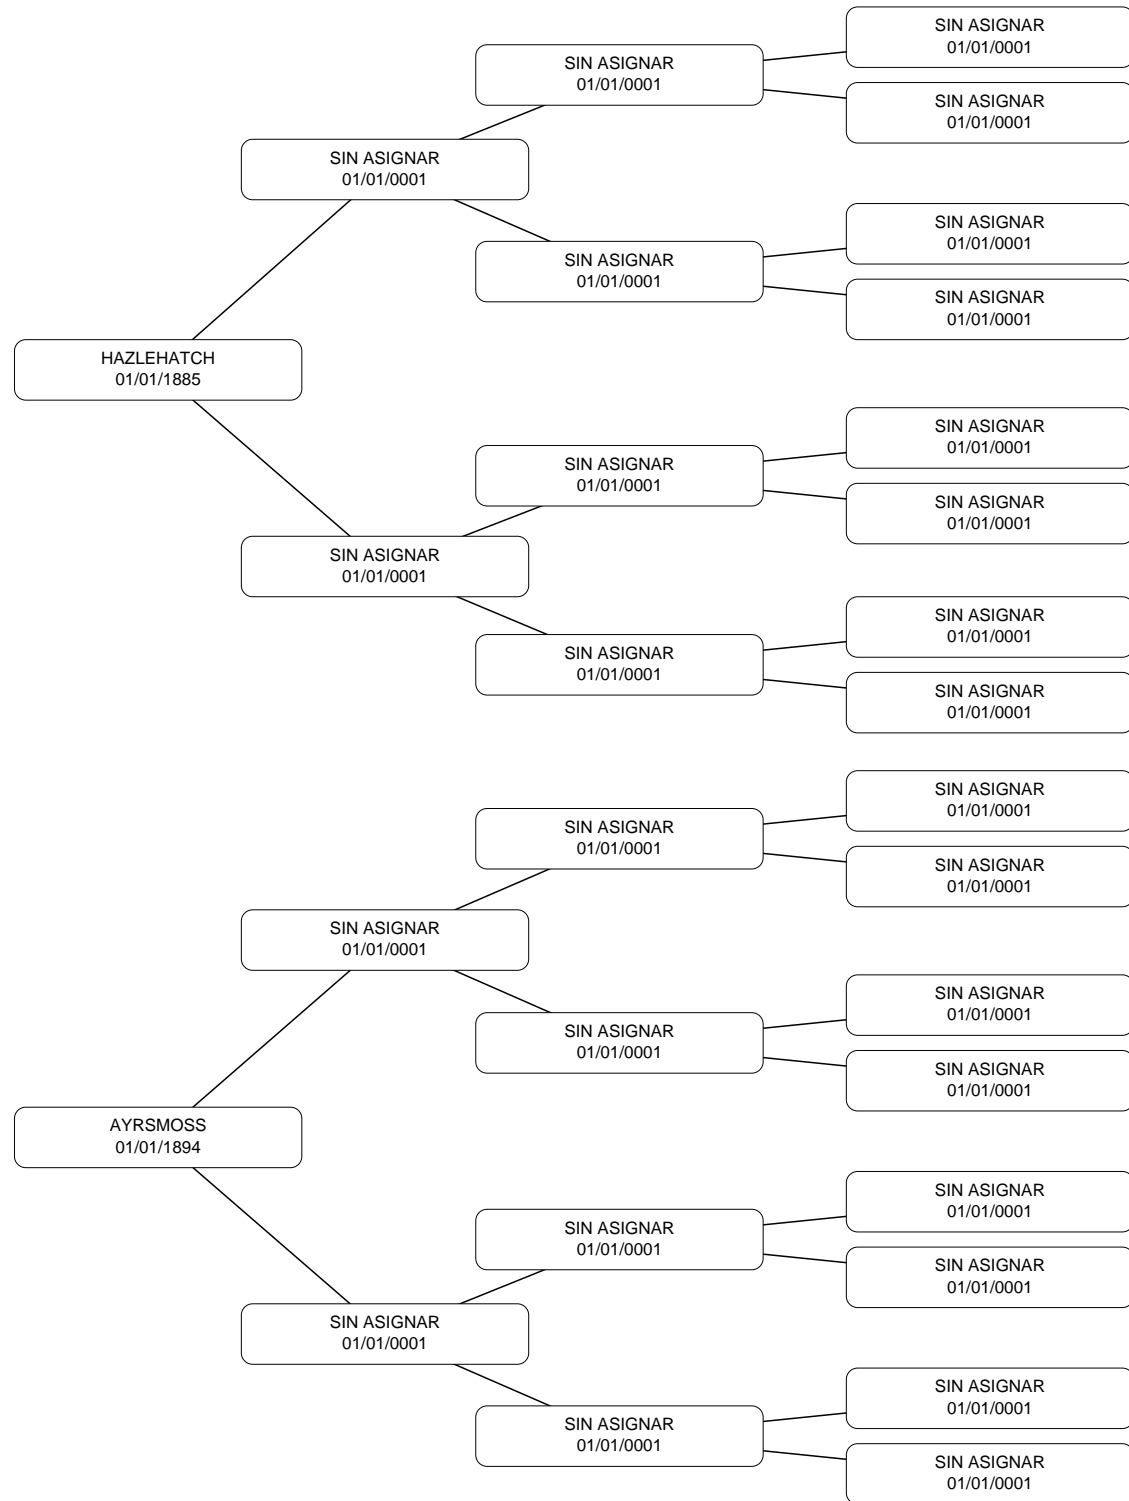 SIN ASIGNAR
01/01/0001
SIN ASIGNAR
01/01/0001
SIN ASIGNAR
01/01/0001
SIN ASIGNAR
01/01/0001
SIN ASIGNAR
01/01/0001
SIN ASIGNAR
01/01/0001
SIN ASIGNAR
01/01/0001
HAZLEHATCH
01/01/1885
SIN ASIGNAR
01/01/0001
SIN ASIGNAR
01/01/0001
SIN ASIGNAR
01/01/0001
SIN ASIGNAR
01/01/0001
SIN ASIGNAR
01/01/0001
SIN ASIGNAR
01/01/0001
SIN ASIGNAR
01/01/0001
SIN ASIGNAR
01/01/0001
SIN ASIGNAR
01/01/0001
SIN ASIGNAR
01/01/0001
SIN ASIGNAR
01/01/0001
SIN ASIGNAR
01/01/0001
SIN ASIGNAR
01/01/0001
SIN ASIGNAR
01/01/0001
AYRSMOSS
01/01/1894
SIN ASIGNAR
01/01/0001
SIN ASIGNAR
01/01/0001
SIN ASIGNAR
01/01/0001
SIN ASIGNAR
01/01/0001
SIN ASIGNAR
01/01/0001
SIN ASIGNAR
01/01/0001
SIN ASIGNAR
01/01/0001
SIN ASIGNAR
01/01/0001